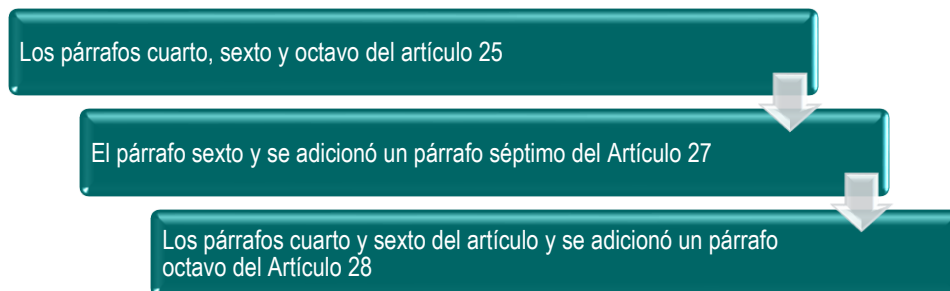 Los párrafos cuarto, sexto y octavo del artículo 25
El párrafo sexto y se adicionó un párrafo séptimo del Artículo 27
Los párrafos cuarto y sexto del artículo y se adicionó un párrafo
octavo del Artículo 28